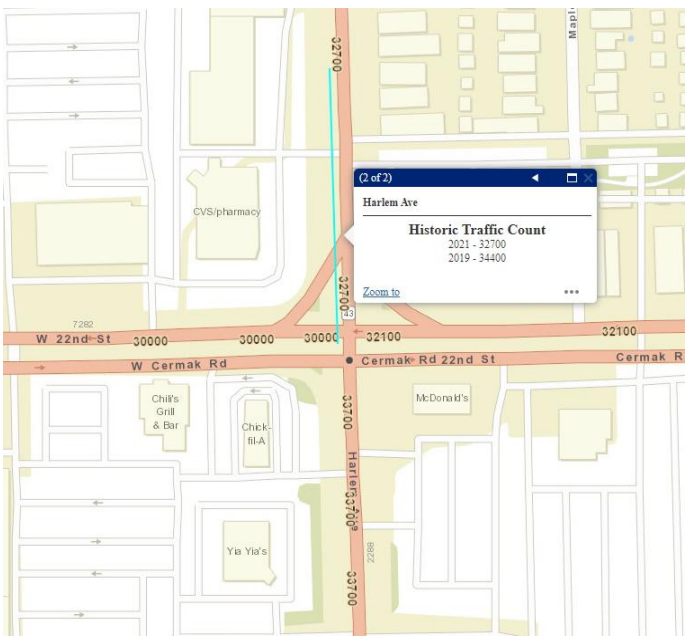 32700
Maple
(2 of 2)
Harlem Ave
Historic Traffic Count
2021 - 32700
2019 - 34400
Zoom to
CVS/pharmacy
32700
43
7282
W 22nd St
30000
30000
30000
32100
32100
W Cermak Rd
Cermak Rd 22nd St
Cermak R
Chili's
Grill
& Bar
Chick-
fil-A
McDonald's
33700
Harlem
33700
2288
Yia Yia's
33700